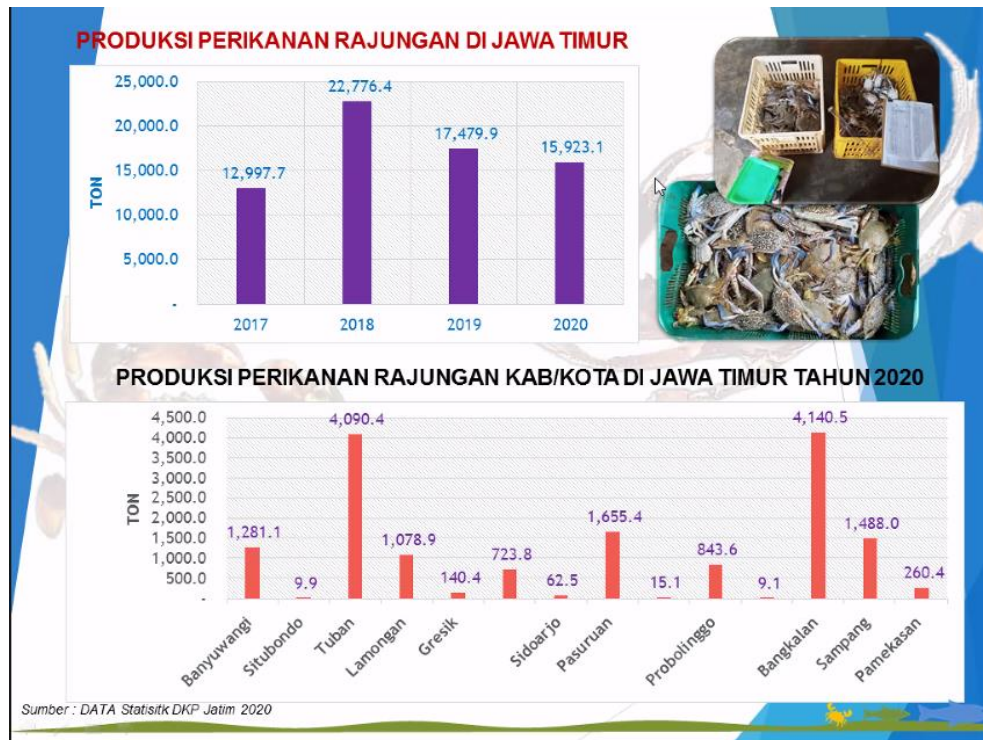 PRODUKSI PERIKANAN RAJUNGAN DI JAWA TIMUR
25,000.0
20,000.0
15,000.0
10,000.0
5,000.0
-
TON
12,997.7
22,776.4
17,479.9
15,923.1
2017 2018 2019 2020
PRODUKSI PERIKANAN RAJUNGAN KAB/KOTA DI JAWA TIMUR TAHUN 2020
4,500.0
4,000.0
3,500.0
3,000.0
2,500.0
2,000.0
1,500.0
1,000.0
500.0
-
TON
1,281.1
9.9
4,090.4
1,078.9
140.4
723.8
62.5
1,655.4
15.1
843.6
9.1
4,140.5
1,488.0
260.4
Banyuwangi
Situbondo
Tuban
Lamongan
Gresik
Sidoarjo
Pasuruan
Probolinggo
Bangkalan
Sampang
Pamekasan
Sumber : DATA Statisitk DKP Jatim 2020